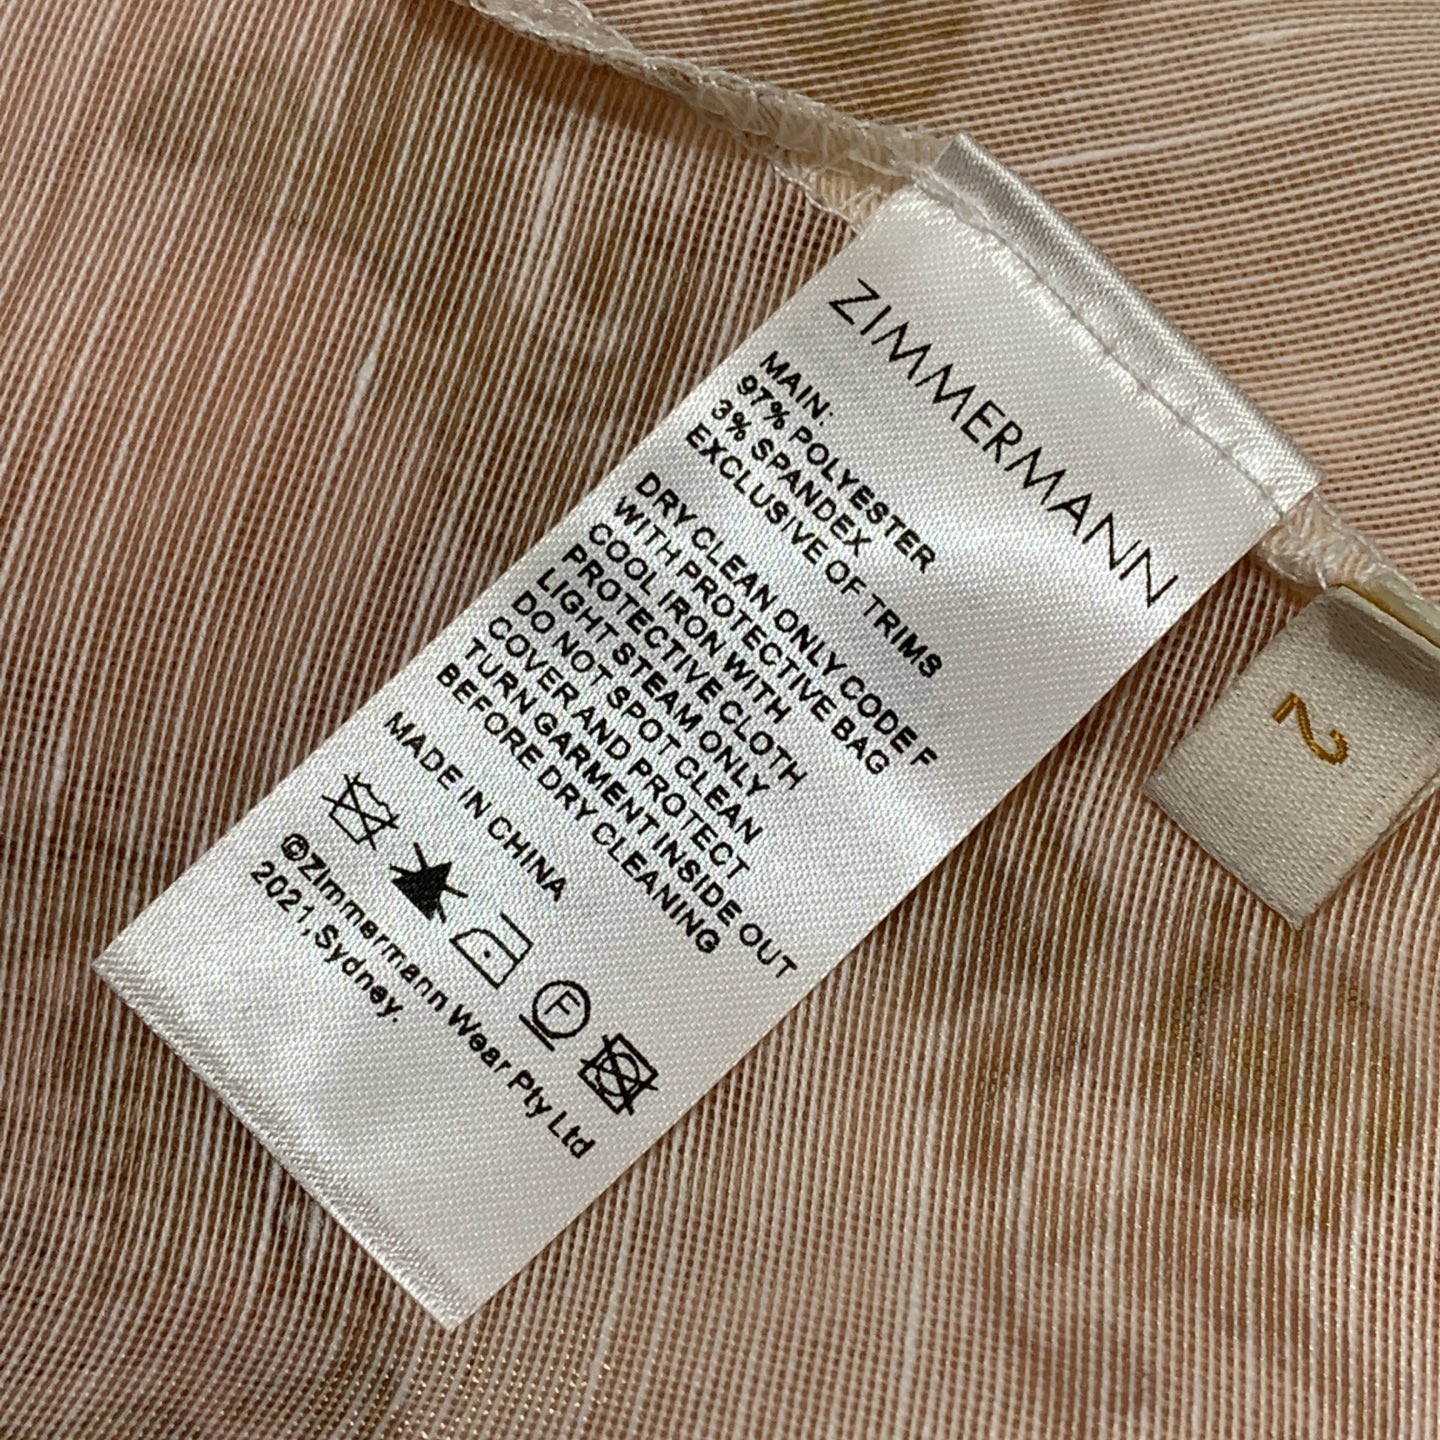 ZIMMERMANN
MAIN:
97% POLYESTER
3% SPANDEX
EXCLUSIVE OF TRIMS
DRY CLEAN ONLY CODE F
WITH PROTECTIVE BAG
COOL IRON WITH
PROTECTIVE CLOTH
LIGHT STEAM ONLY
DO NOT SPOT CLEAN
COVER AND PROTECT
TURN GARMENT INSIDE OUT
BEFORE DRY CLEANING
MADE IN CHINA
F
©Zimmermann Wear Pty Ltd
2021, Sydney.
2